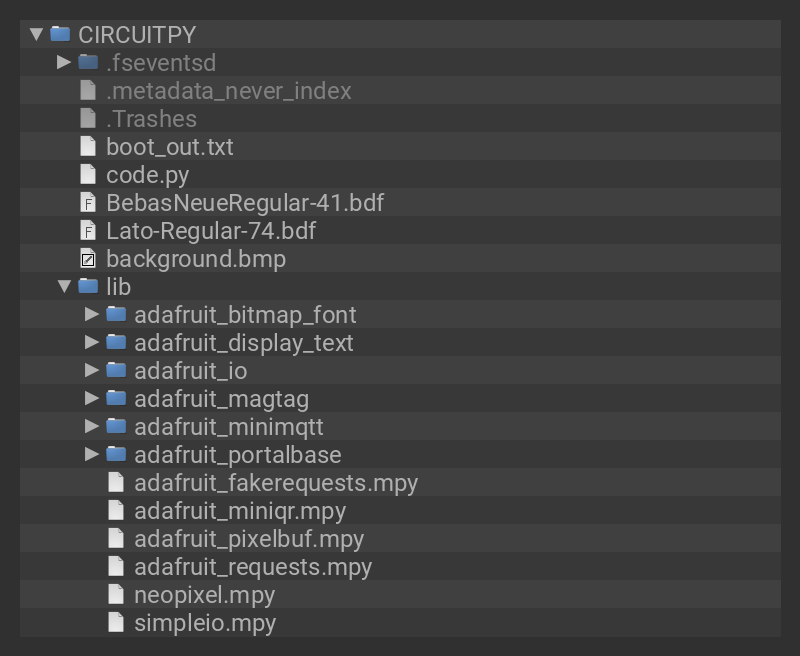 CIRCUITPY
.fseventsd
.metadata_never_index
.Trashes
boot_out.txt
code.py
BebasNeueRegular-41.bdf
Lato-Regular-74.bdf
background.bmp
lib
adafruit_bitmap_font
adafruit_display_text
adafruit_io
adafruit_magtag
adafruit_minimqtt
adafruit_portalbase
adafruit_fakerequests.mpy
adafruit_miniqr.mpy
adafruit_pixelbuf.mpy
adafruit_requests.mpy
neopixel.mpy
simpleio.mpy